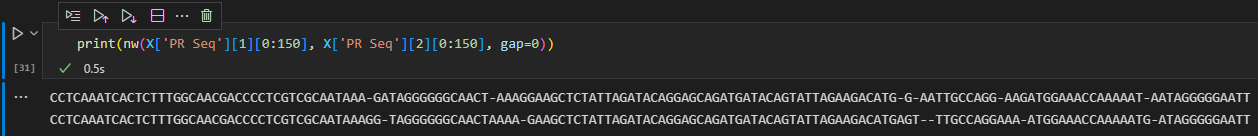 print(nw(X['PR Seq'][1][0:150], X['PR Seq'][2][0:150], gap=0))
[31] 0.5s
CCTCAAATCACTCTTTGGCAACGACCCCTCGTCGCAATAAA-GATAGGGGGGCAACT-AAAGGAAGCTCTATTAGATACAGGAGCAGATGATACAGTATTAGAAGACATG-G-AATTGCCAGG-AAGATGGAAACCAAAAAT-AATAGGGGGAATT
CCTCAAATCACTCTTTGGCAACGACCCCTCGTCGCAATAAAGG-TAGGGGGGCAACTAAAA-GAAGCTCTATTAGATACAGGAGCAGATGATACAGTATTAGAAGACATGAGT--TTGCCAGGAAA-ATGGAAACCAAAAATG-ATAGGGGGAATT